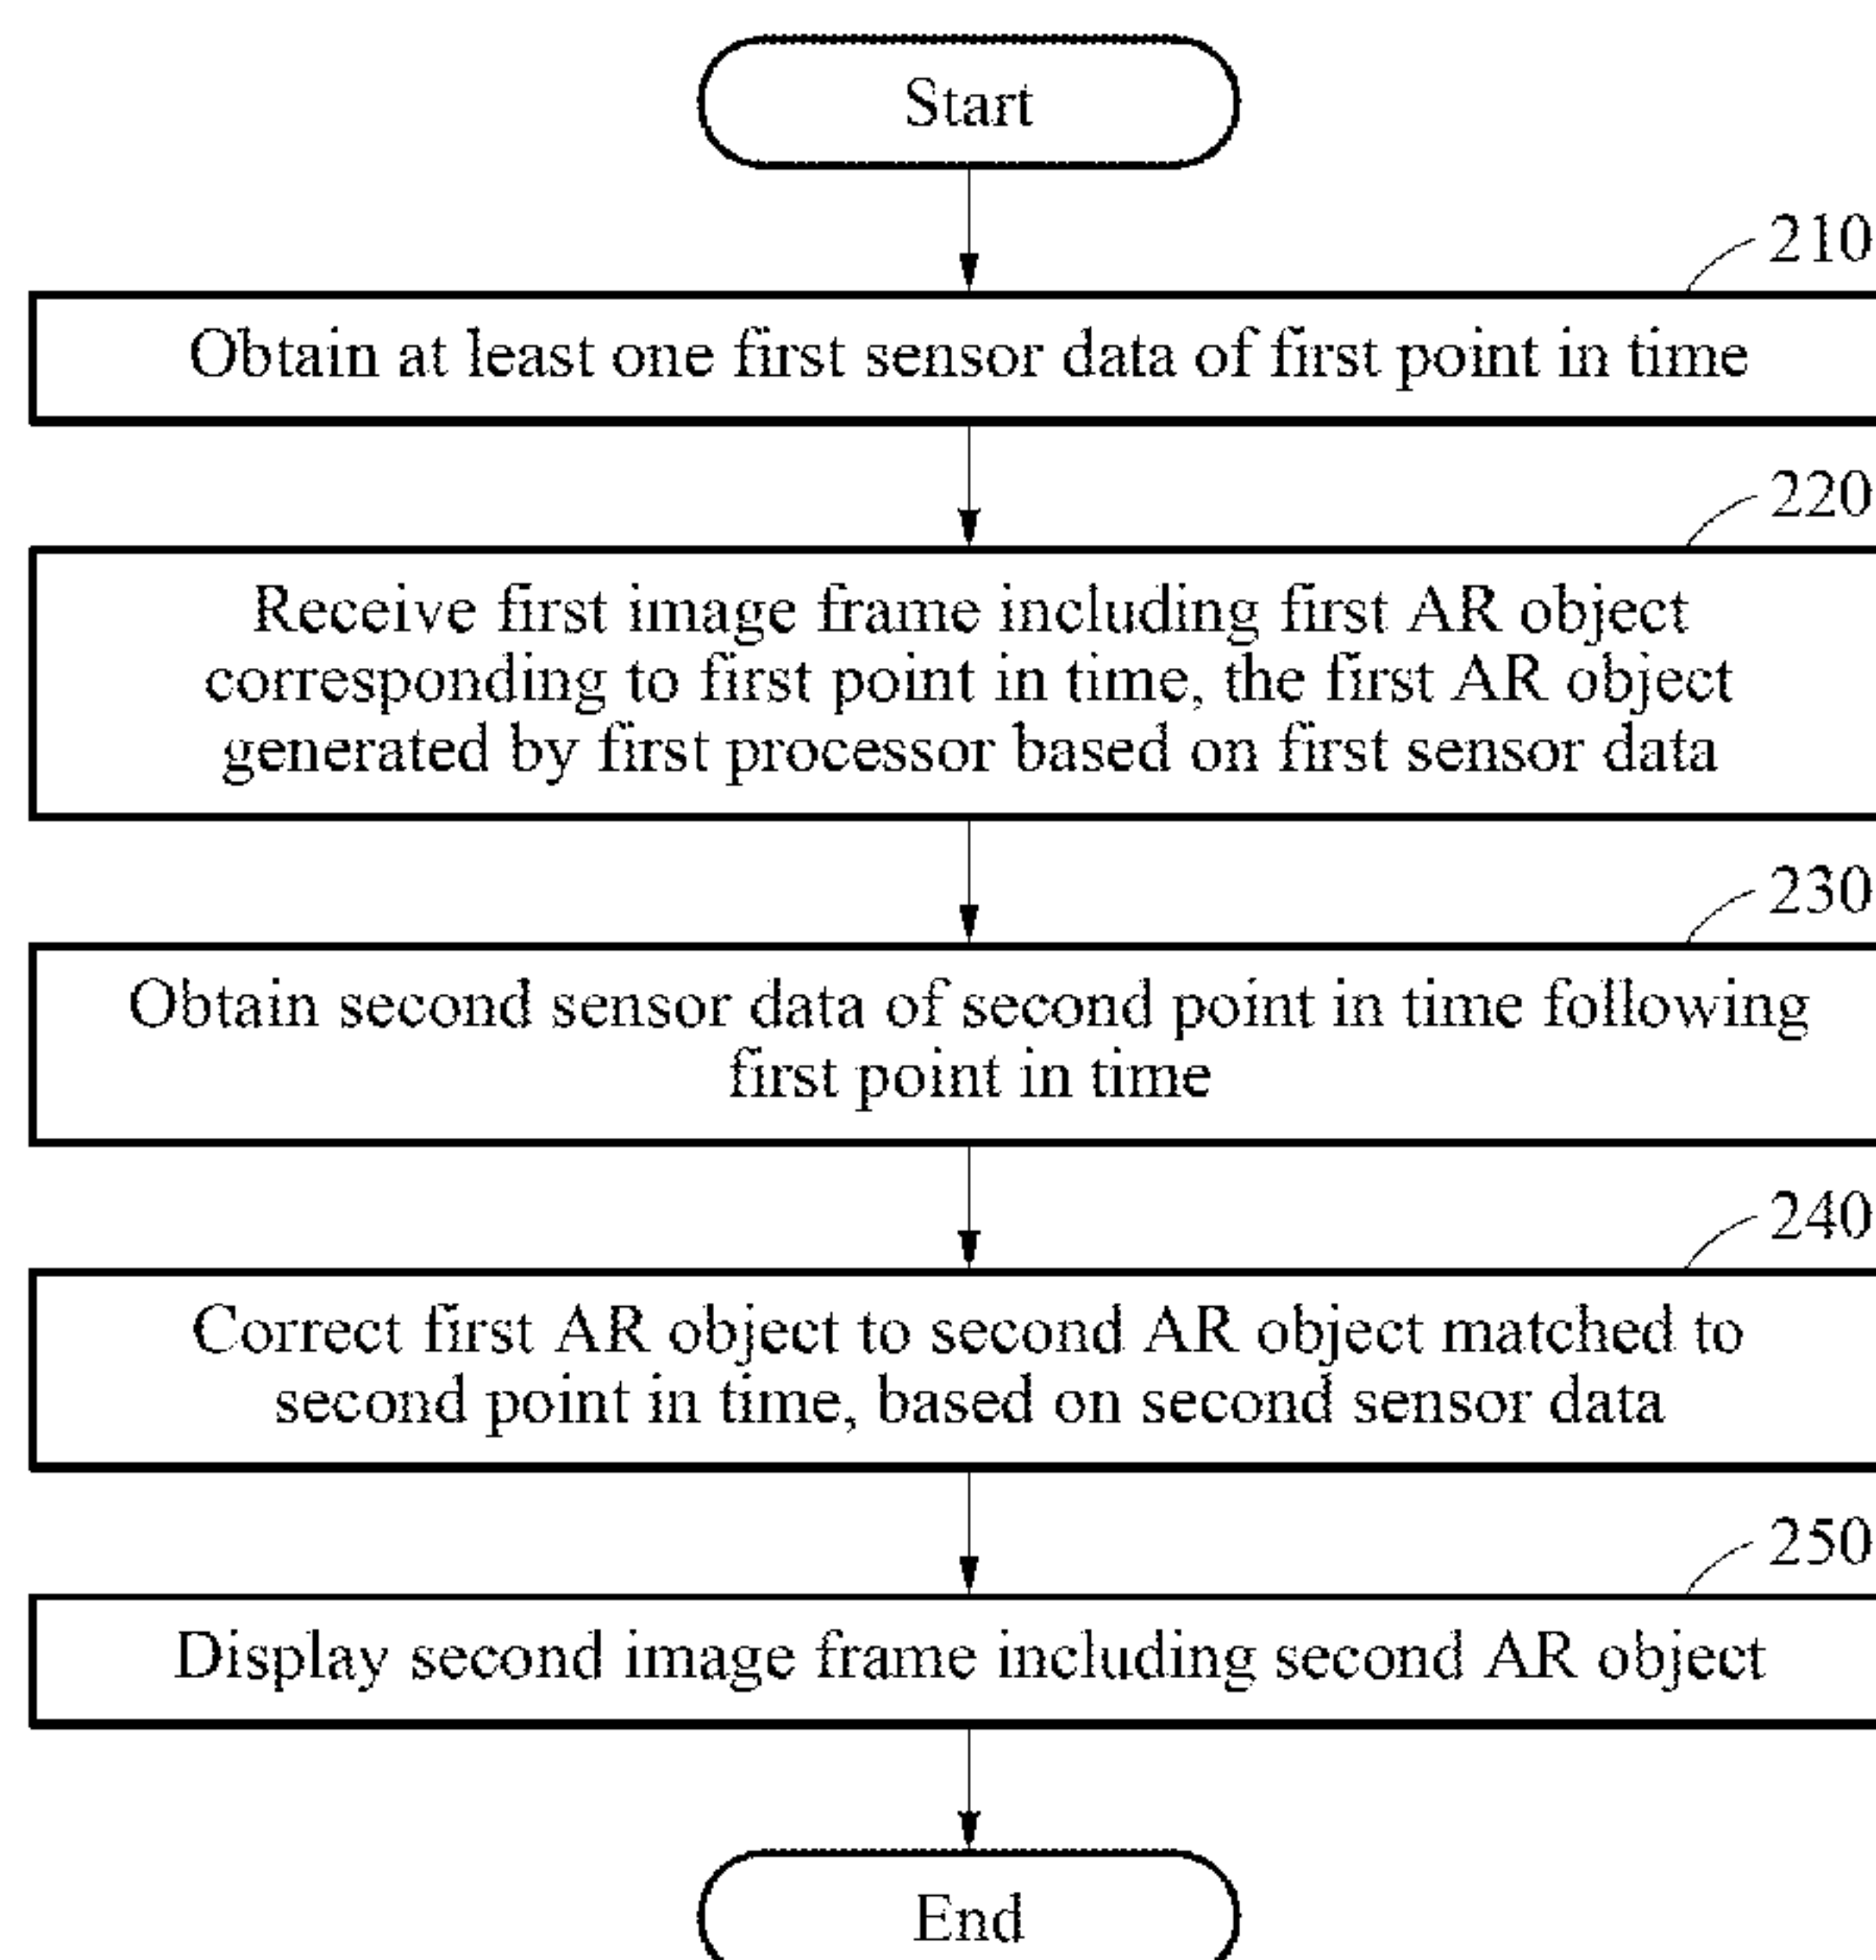 Start
210
Obtain at least one first sensor data of first point in time
220
Receive first image frame including first AR object
corresponding to first point in time, the first AR object
generated by first processor based on first sensor data
230
Obtain second sensor data of second point in time following
first point in time
240
Correct first AR object to second AR object matched to
second point in time, based on second sensor data
250
Display second image frame including second AR object
End